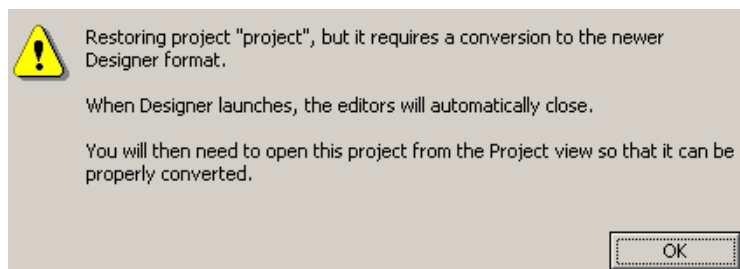 Restoring project "project", but it requires a conversion to the newer
Designer format.
When Designer launches, the editors will automatically close.
You will then need to open this project from the Project view so that it can be
properly converted.
OK